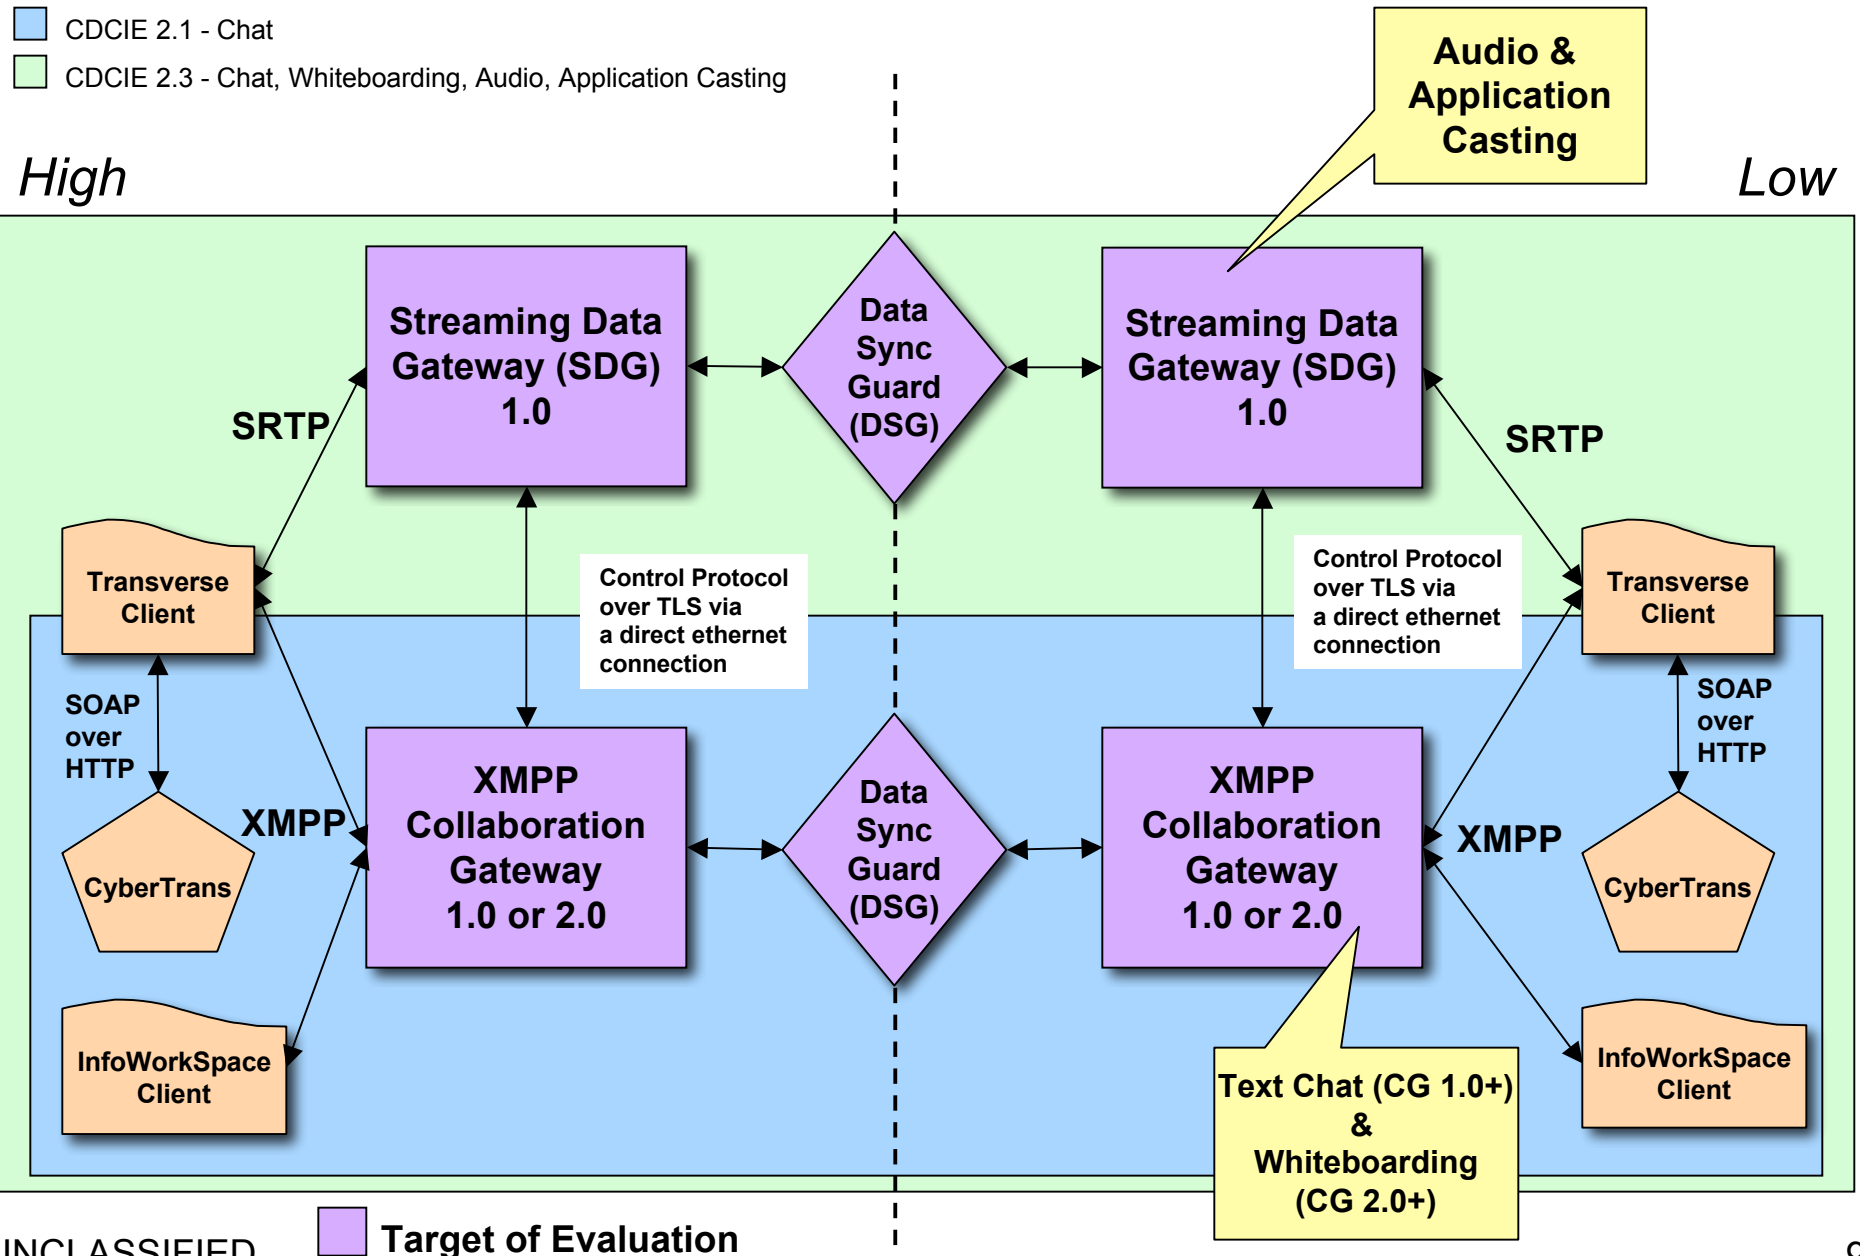 CDCIE 2.1 - Chat
CDCIE 2.3 - Chat, Whiteboarding, Audio, Application Casting
Audio &
Application
Casting
High
Low
Streaming Data
Gateway (SDG)
1.0
Data
Sync
Guard
(DSG)
Streaming Data
Gateway (SDG)
1.0
SRTP
SRTP
Transverse
Client
Control Protocol
over TLS via
a direct ethernet
connection
Control Protocol
over TLS via
a direct ethernet
connection
Transverse
Client
SOAP
over
HTTP
SOAP
over
HTTP
XMPP
XMPP
Collaboration
Gateway
1.0 or 2.0
Data
Sync
Guard
(DSG)
XMPP
Collaboration
Gateway
1.0 or 2.0
XMPP
CyberTrans
CyberTrans
InfoWorkSpace
Client
Text Chat (CG 1.0+)
&
Whiteboarding
(CG 2.0+)
InfoWorkSpace
Client
Target of Evaluation